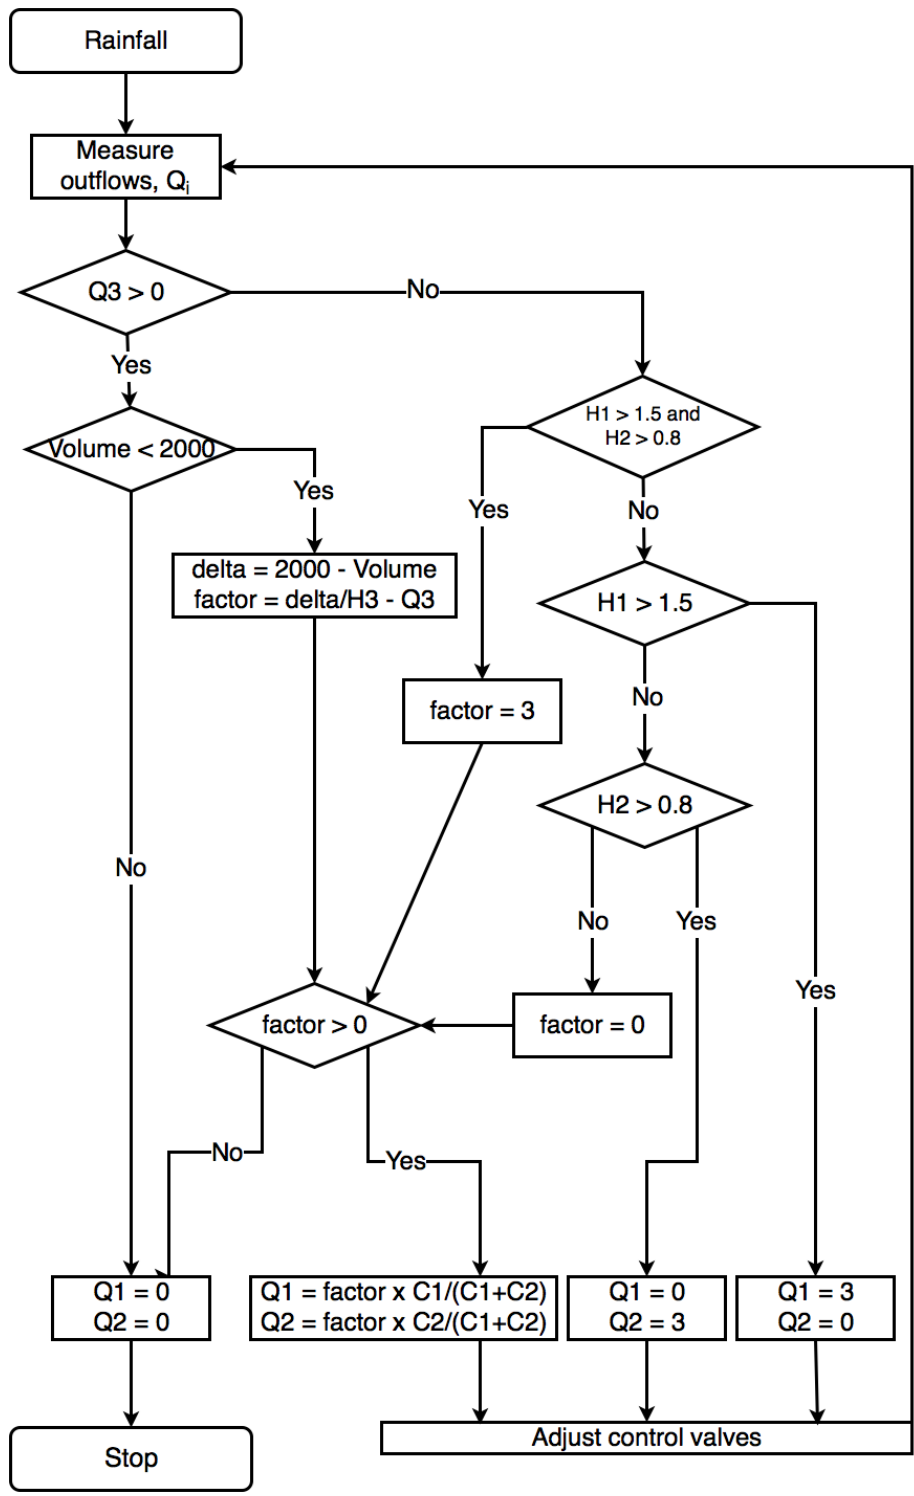 Rainfall
Measure
outflows, Qi
Q3 > 0
No
Yes
H1 > 1.5 and
H2 > 0.8
Volume < 2000
Yes
Yes
No
delta = 2000 - Volume
factor = delta/H3 - Q3
H1 > 1.5
No
factor = 3
H2 > 0.8
No
No
Yes
Yes
factor > 0
factor = 0
No
Yes
Q1 = 0
Q2 = 0
Q1 = factor x C1/(C1+C2)
Q2 = factor x C2/(C1+C2)
Q1 = 0
Q2 = 3
Q1 = 3
Q2 = 0
Adjust control valves
Stop